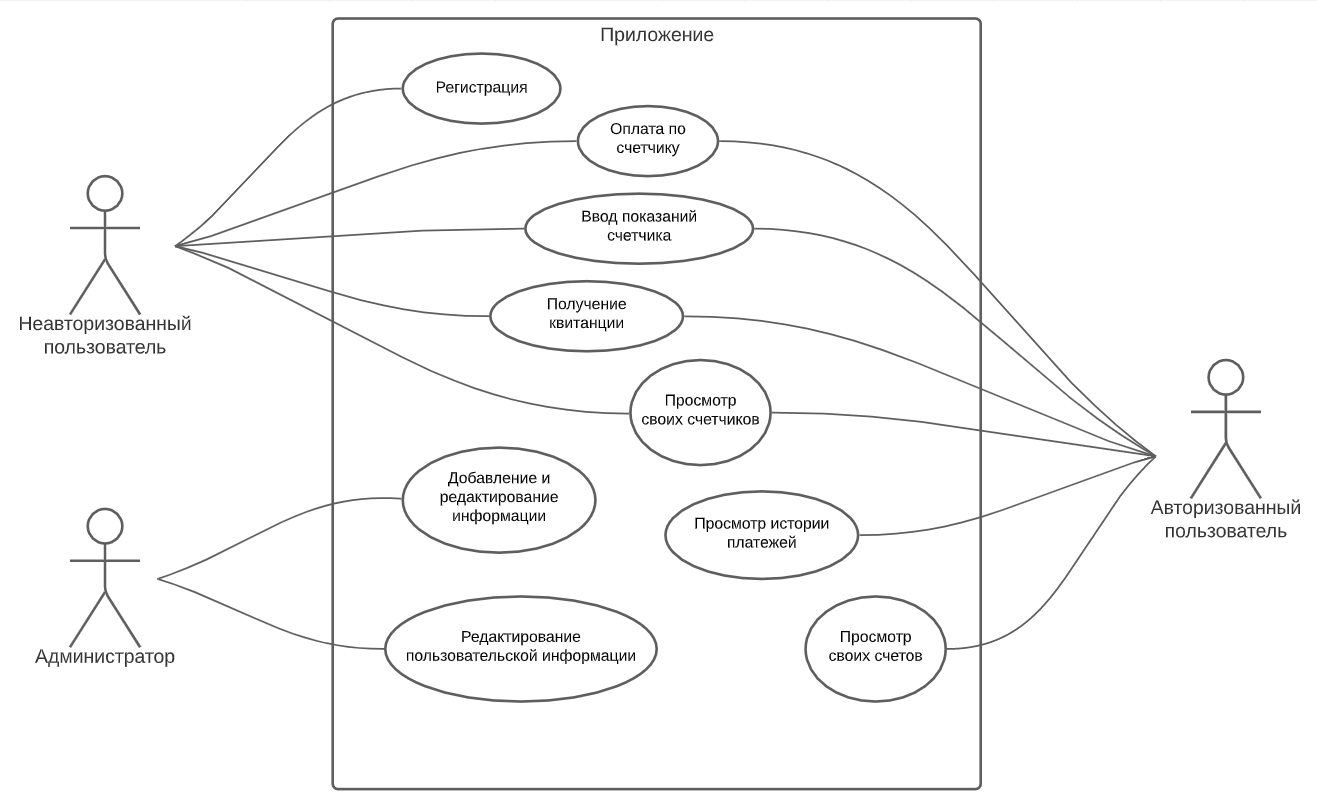 Приложение
Регистрация
Оплата по
счетчику
Ввод показаний
счетчика
Получение
квитанции
Неавторизованный
пользователь
Просмотр
своих счетчиков
Добавление и
редактирование
информации
Авторизованный
пользователь
Просмотр истории
платежей
Администратор
Редактирование
пользовательской информации
Просмотр
своих счетов